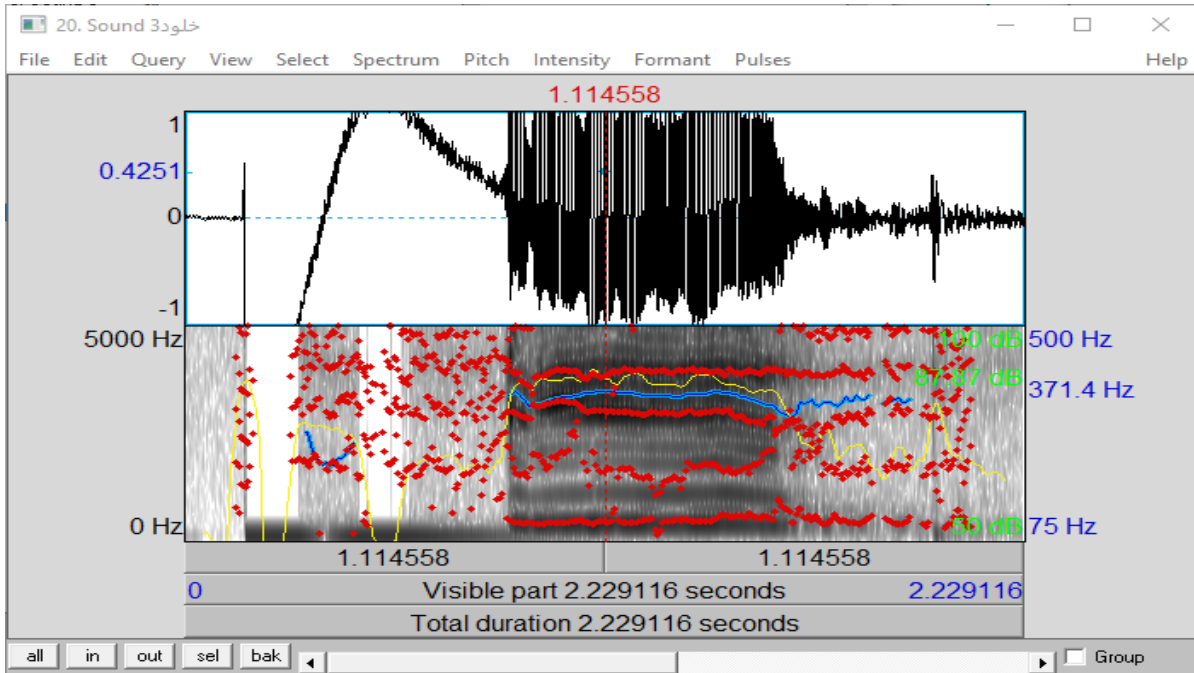 20. Sound 3خلود
File Edit Query View Select Spectrum Pitch Intensity Formant Pulses Help
1.114558
1
0.4251
0
-1
5000 Hz 100 dB 500 Hz
87.87 dB 371.4 Hz
0 Hz 50 dB 75 Hz
1.114558 1.114558
0 Visible part 2.229116 seconds 2.229116
Total duration 2.229116 seconds
all in out sel bak Group